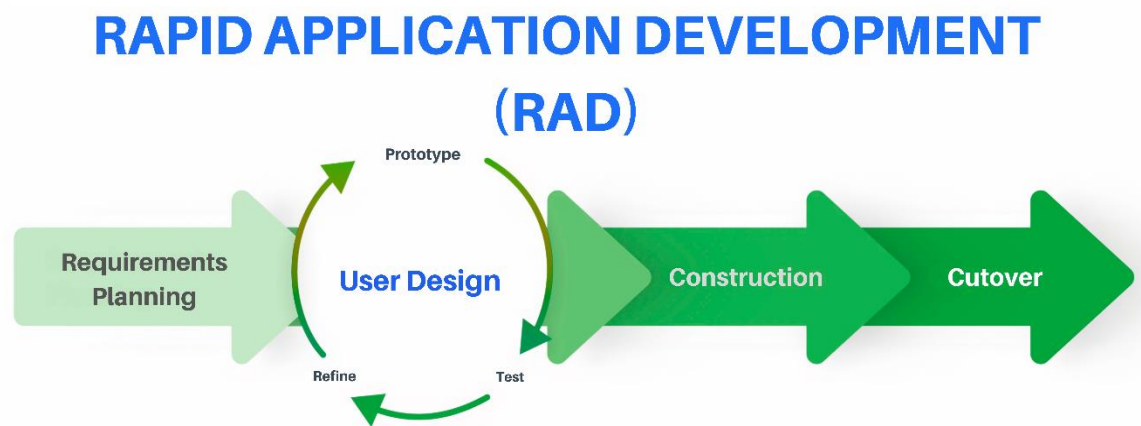 RAPID APPLICATION DEVELOPMENT
(RAD)
Prototype
Requirements
Planning
User Design
Construction
Cutover
Refine
Test